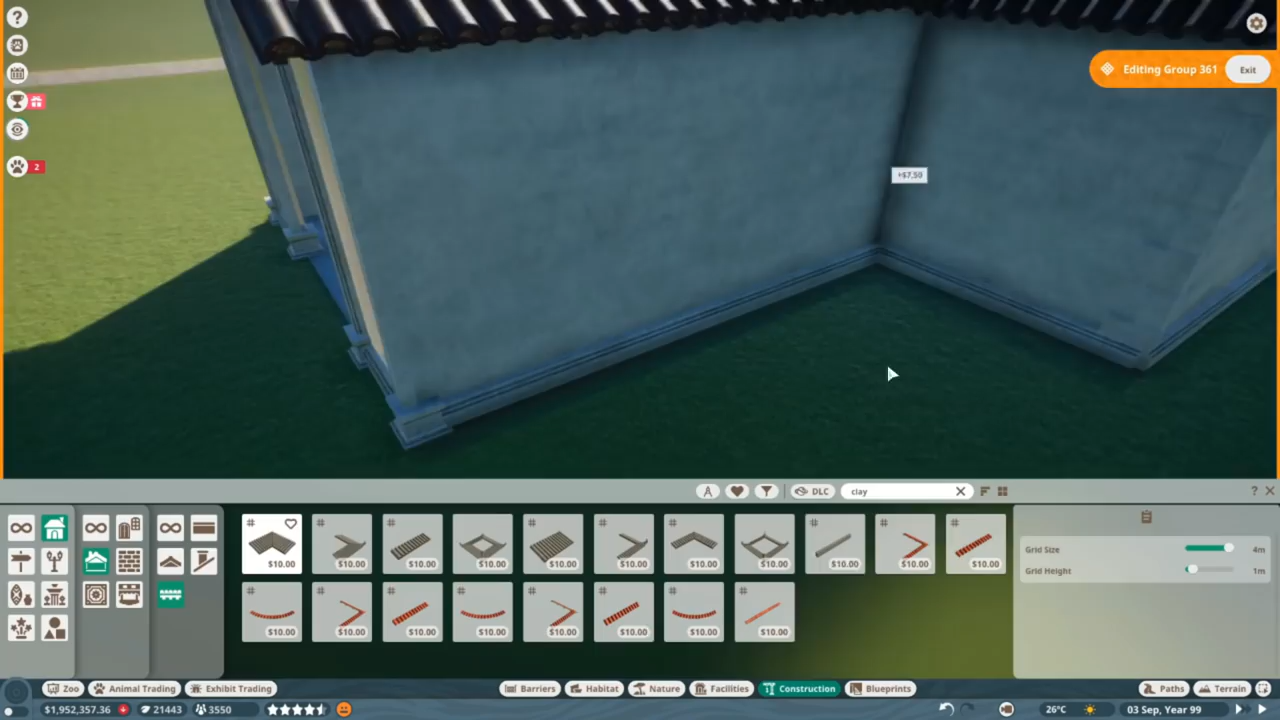 ?
Editing Group 361
Exit
2
+$7,50
A
DLC
clay
?
$10.00 $10.00 $10.00 $10.00 $10.00 $10.00 $10.00 $10.00 $10.00 $10.00 $10.00
$10.00 $10.00 $10.00 $10.00 $10.00 $10.00 $10.00 $10.00
Grid Size 4m
Grid Height 1m
Zoo Animal Trading Exhibit Trading Barriers Habitat Nature Facilities Construction Blueprints Paths Terrain
$1,952,357.36 21443 3550 26°C 03 Sep, Year 99